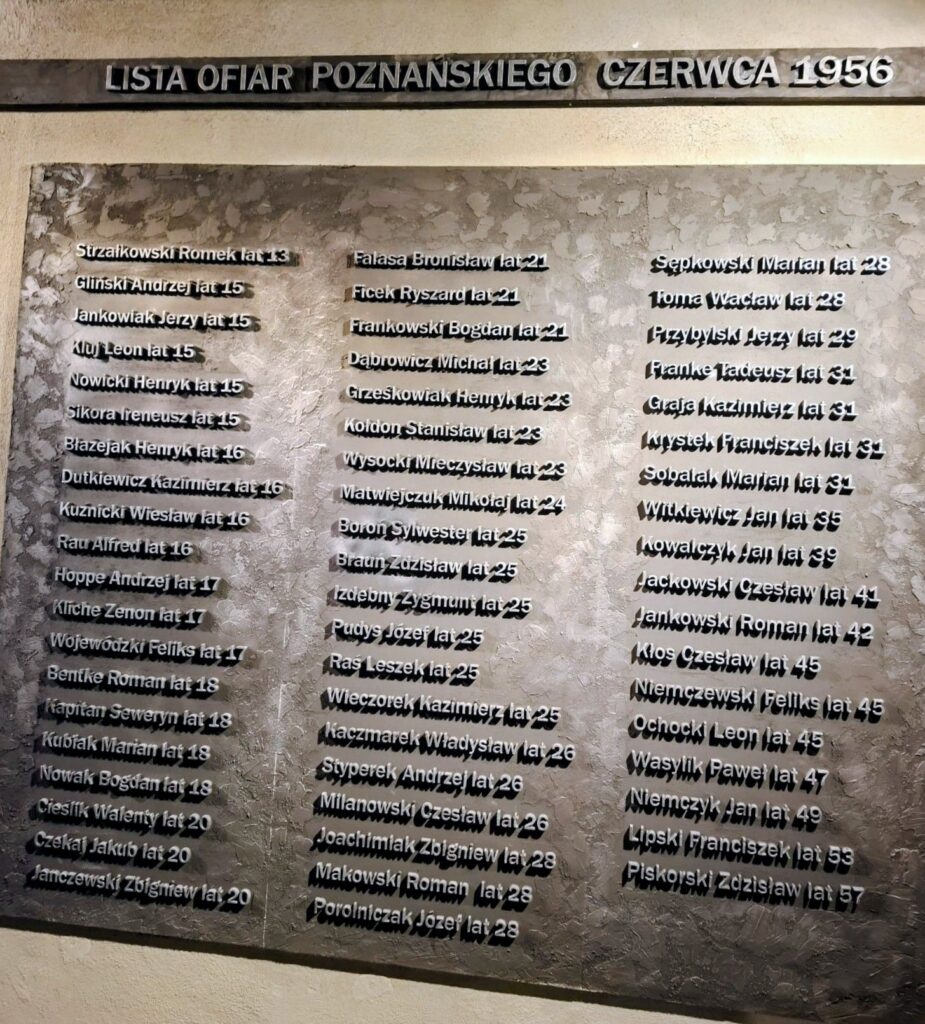 LISTA OFIAR POZNAŃSKIEGO CZERWCA 1956
Strzałkowski Romek lat 13
Gliński Andrzej lat 15
Jankowiak Jerzy lat 15
Kluj Leon lat 15
Nowicki Henryk lat 15
Sikora Ireneusz lat 15
Błażejak Henryk lat 16
Dutkiewicz Kazimierz lat 16
Kuźnicki Wiesław lat 16
Rau Alfred lat 16
Hoppe Andrzej lat 17
Kliche Zenon lat 17
Wojewódzki Feliks lat 17
Bentke Roman lat 18
Kapitan Seweryn lat 18
Kubiak Marian lat 18
Nowak Bogdan lat 18
Cieślik Walenty lat 20
Czekaj Jakub lat 20
Janczewski Zbigniew lat 20
Fałasa Bronisław lat 21
Ficek Ryszard lat 21
Frankowski Bogdan lat 21
Dąbrowicz Michał lat 23
Grześkowiak Henryk lat 23
Kołdon Stanisław lat 23
Wysocki Mieczysław lat 23
Matwiejczuk Mikołaj lat 24
Boroń Sylwester lat 25
Braun Zdzisław lat 25
Izdebny Zygmunt lat 25
Pudys Józef lat 25
Raś Leszek lat 25
Wieczorek Kazimierz lat 25
Kaczmarek Władysław lat 26
Styperek Andrzej lat 26
Milanowski Czesław lat 26
Joachimiak Zbigniew lat 28
Makowski Roman lat 28
Porolniczak Józef lat 28
Sępkowski Marian lat 28
Toma Wacław lat 28
Przybylski Jerzy lat 29
Franke Tadeusz lat 31
Graja Kazimierz lat 31
Krystek Franciszek lat 31
Sobalak Marian lat 31
Witkiewicz Jan lat 35
Kowalczyk Jan lat 39
Jackowski Czesław lat 41
Jankowski Roman lat 42
Kłos Czesław lat 45
Niemczewski Feliks lat 45
Ochocki Leon lat 45
Wasylik Paweł lat 47
Niemczyk Jan lat 49
Lipski Franciszek lat 53
Piskorski Zdzisław lat 57